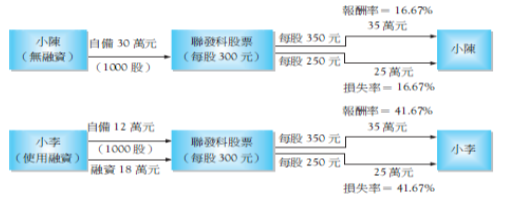 報酬率＝16.67%
35 萬元
小陳
（無融資）
自備 30 萬元
（1000 股）
聯發科股票
（每股 300 元）
每股 350 元
每股 250 元
小陳
25 萬元
損失率＝16.67%
報酬率＝41.67%
35 萬元
小李
（使用融資）
自備 12 萬元
（1000 股）
融資 18 萬元
聯發科股票
（每股 300 元）
每股 350 元
每股 250 元
小李
25 萬元
損失率＝41.67%